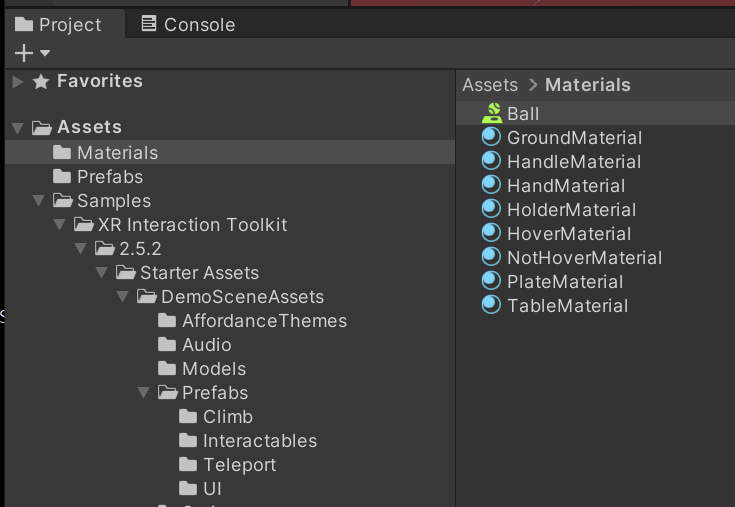 Project
Console
Favorites
Assets
Materials
Prefabs
Samples
XR Interaction Toolkit
2.5.2
Starter Assets
DemoSceneAssets
AffordanceThemes
Audio
Models
Prefabs
Climb
Interactables
Teleport
UI
Assets > Materials
Ball
GroundMaterial
HandleMaterial
HandMaterial
HolderMaterial
HoverMaterial
NotHoverMaterial
PlateMaterial
TableMaterial